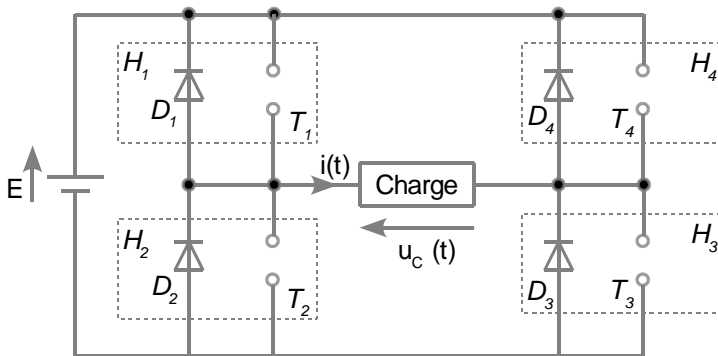 H1
D1
T1
H4
D4
T4
E
i(t)
Charge
uC (t)
H2
D2
T2
H3
D3
T3